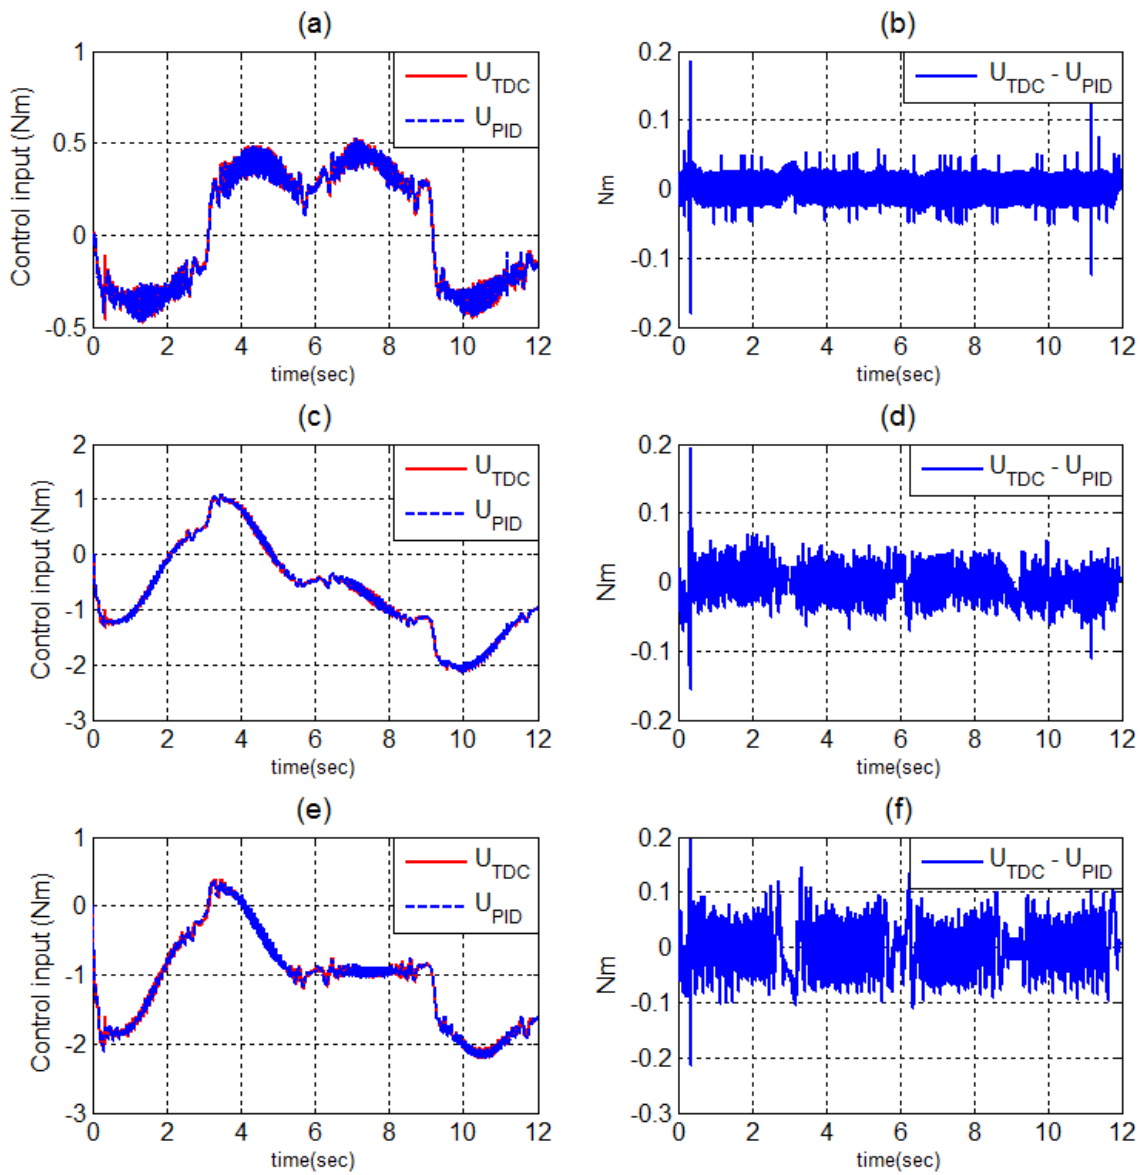 (a)
1
0.5
0
-0.5
Control input (Nm)
U_TDC
U_PID
0 2 4 6 8 10 12
time(sec)
(b)
0.2
0.1
0
-0.1
-0.2
Nm
U_TDC - U_PID
0 2 4 6 8 10 12
time(sec)
(c)
2
1
0
-1
-2
-3
Control input (Nm)
U_TDC
U_PID
0 2 4 6 8 10 12
time(sec)
(d)
0.2
0.1
0
-0.1
-0.2
Nm
U_TDC - U_PID
0 2 4 6 8 10 12
time(sec)
(e)
1
0
-1
-2
-3
Control input (Nm)
U_TDC
U_PID
0 2 4 6 8 10 12
time(sec)
(f)
0.2
0.1
0
-0.1
-0.2
-0.3
Nm
U_TDC - U_PID
0 2 4 6 8 10 12
time(sec)